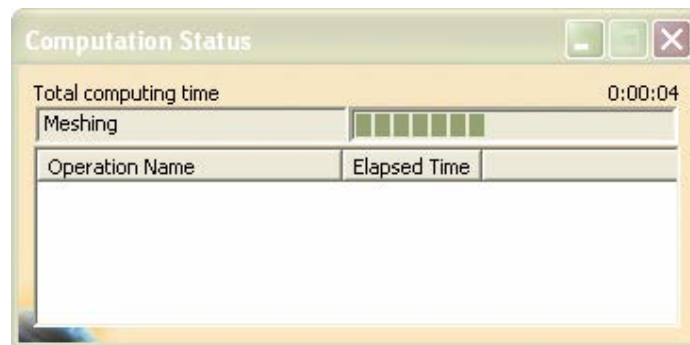 Computation Status
Total computing time 0:00:04
Meshing
Operation Name Elapsed Time